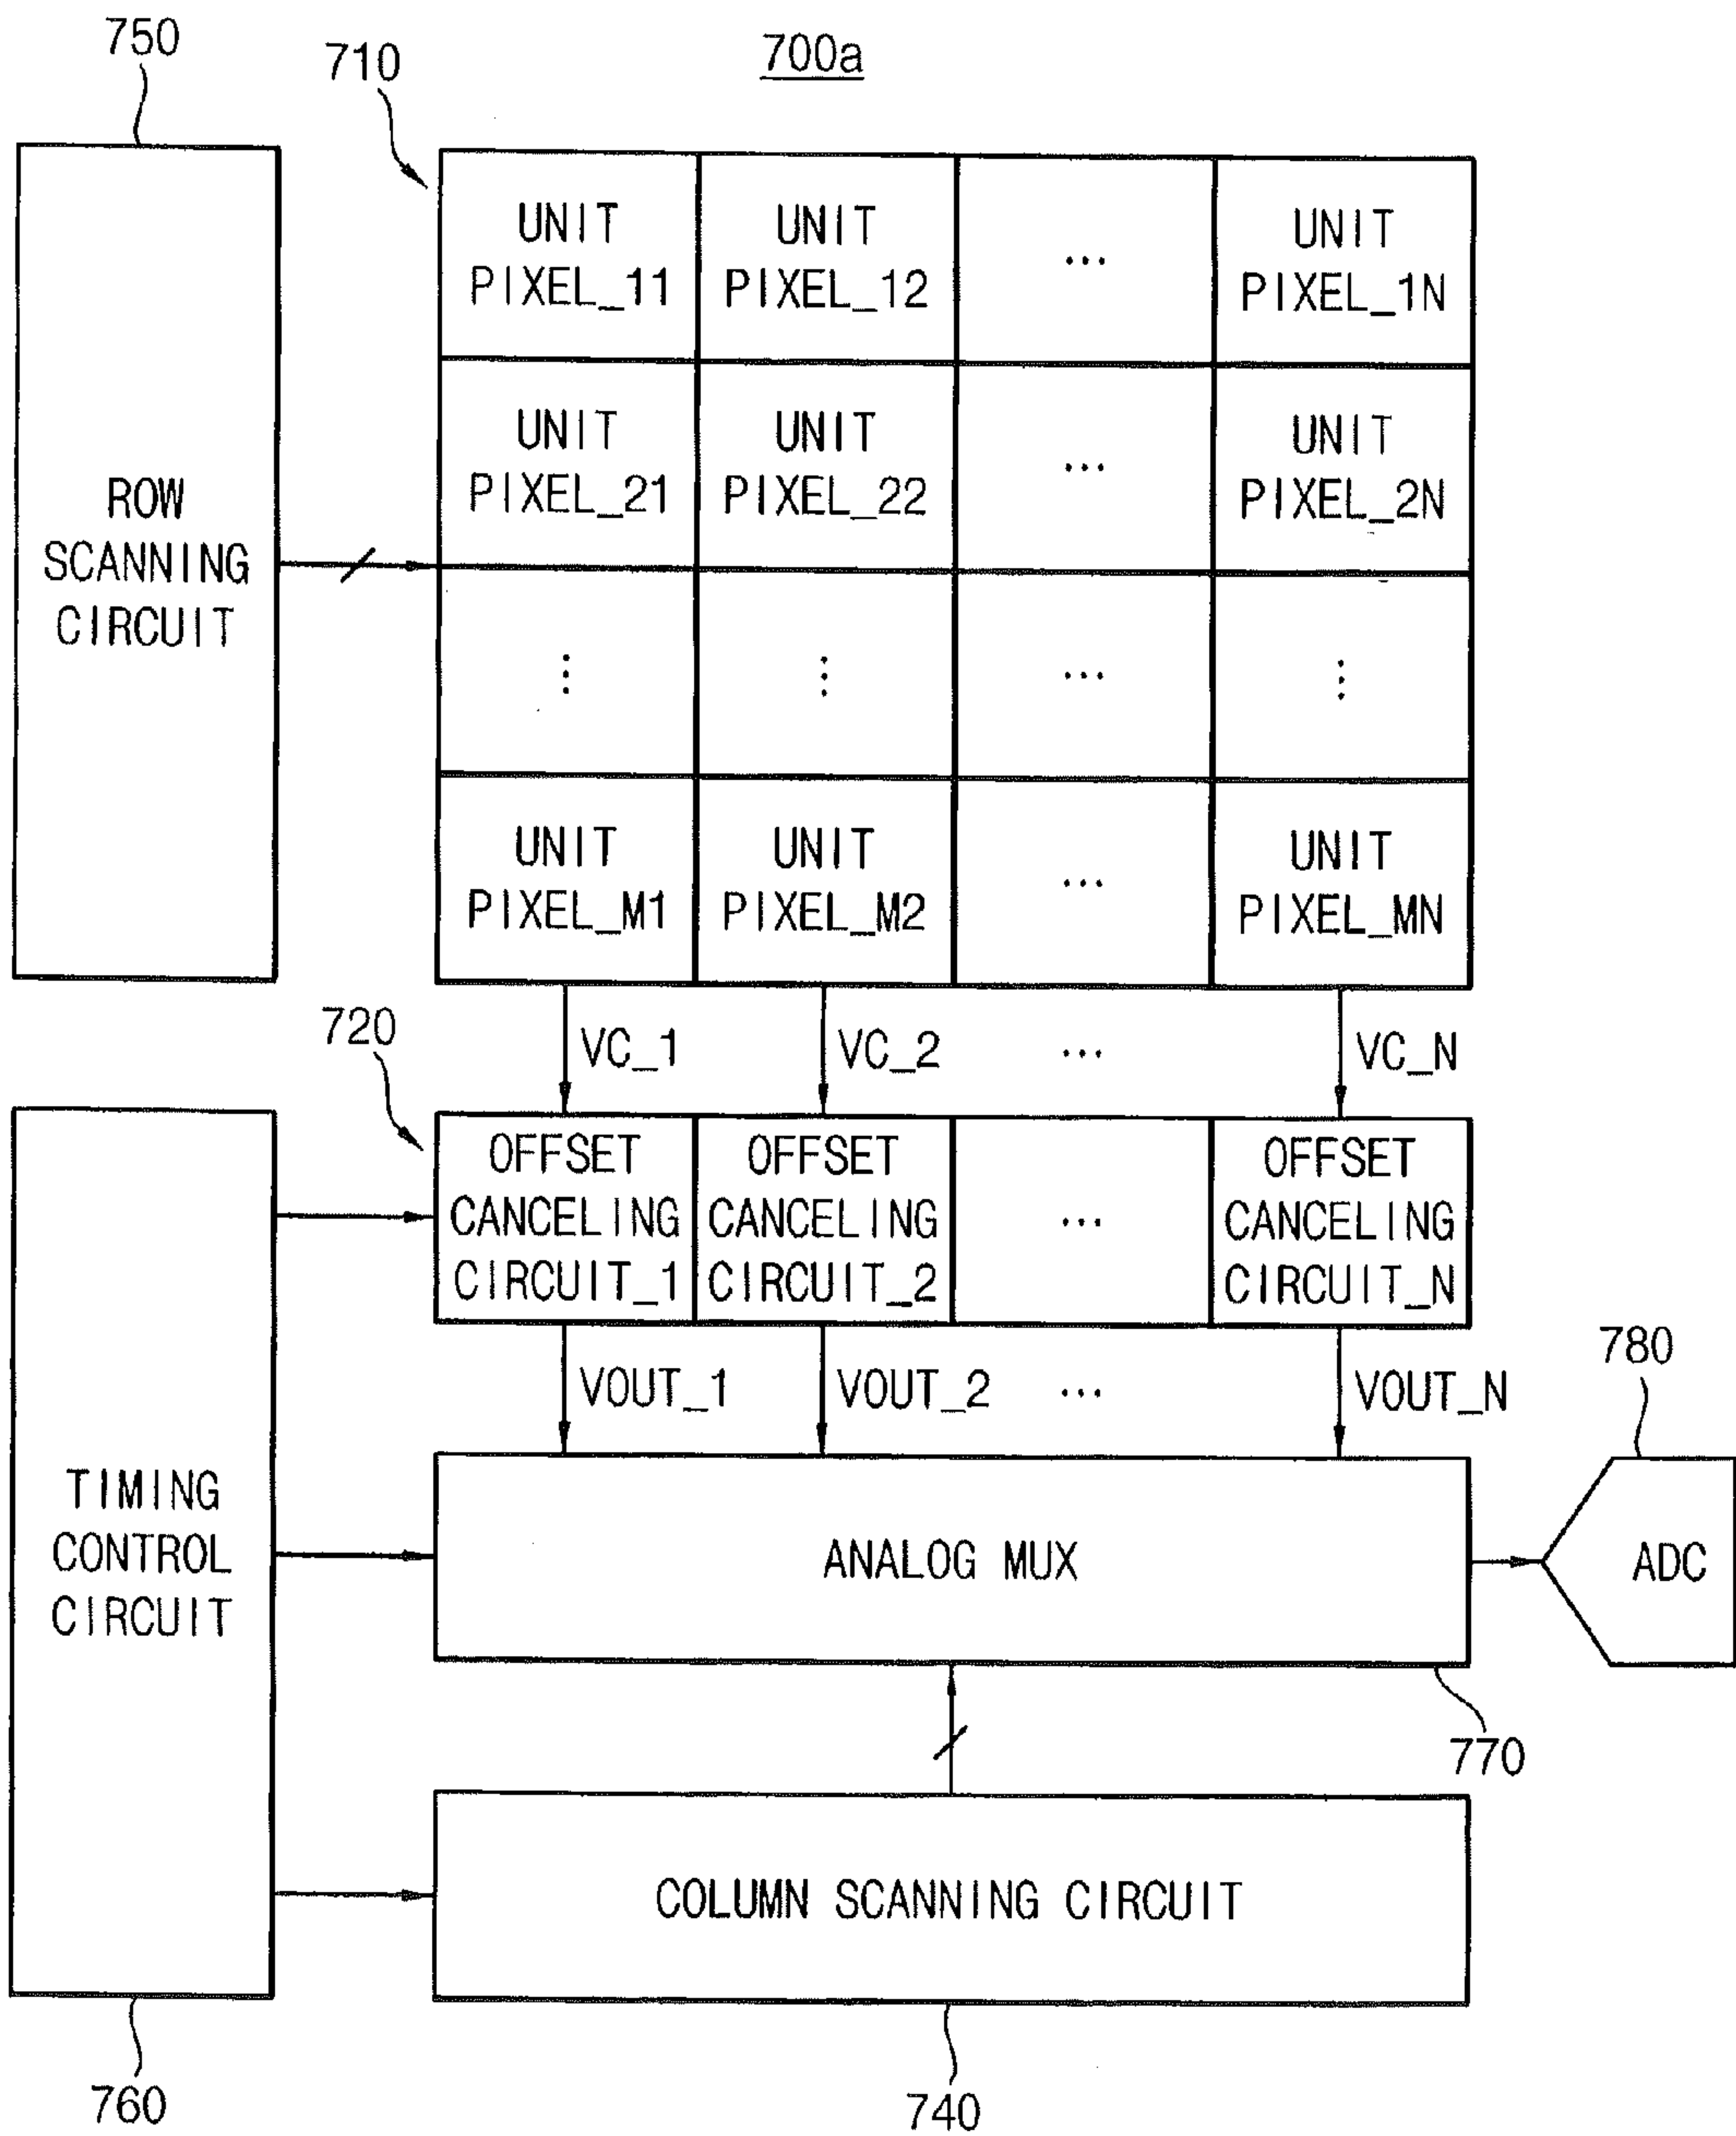 750
710
700a
UNIT
PIXEL_11
UNIT
PIXEL_12
...
UNIT
PIXEL_1N
UNIT
PIXEL_21
UNIT
PIXEL_22
...
UNIT
PIXEL_2N
ROW
SCANNING
CIRCUIT
...
...
...
...
UNIT
PIXEL_M1
UNIT
PIXEL_M2
...
UNIT
PIXEL_MN
720
VC_1
VC_2
...
VC_N
OFFSET
CANCELING
CIRCUIT_1
OFFSET
CANCELING
CIRCUIT_2
...
OFFSET
CANCELING
CIRCUIT_N
VOUT_1
VOUT_2
...
VOUT_N
780
TIMING
CONTROL
CIRCUIT
ANALOG MUX
ADC
770
COLUMN SCANNING CIRCUIT
760
740